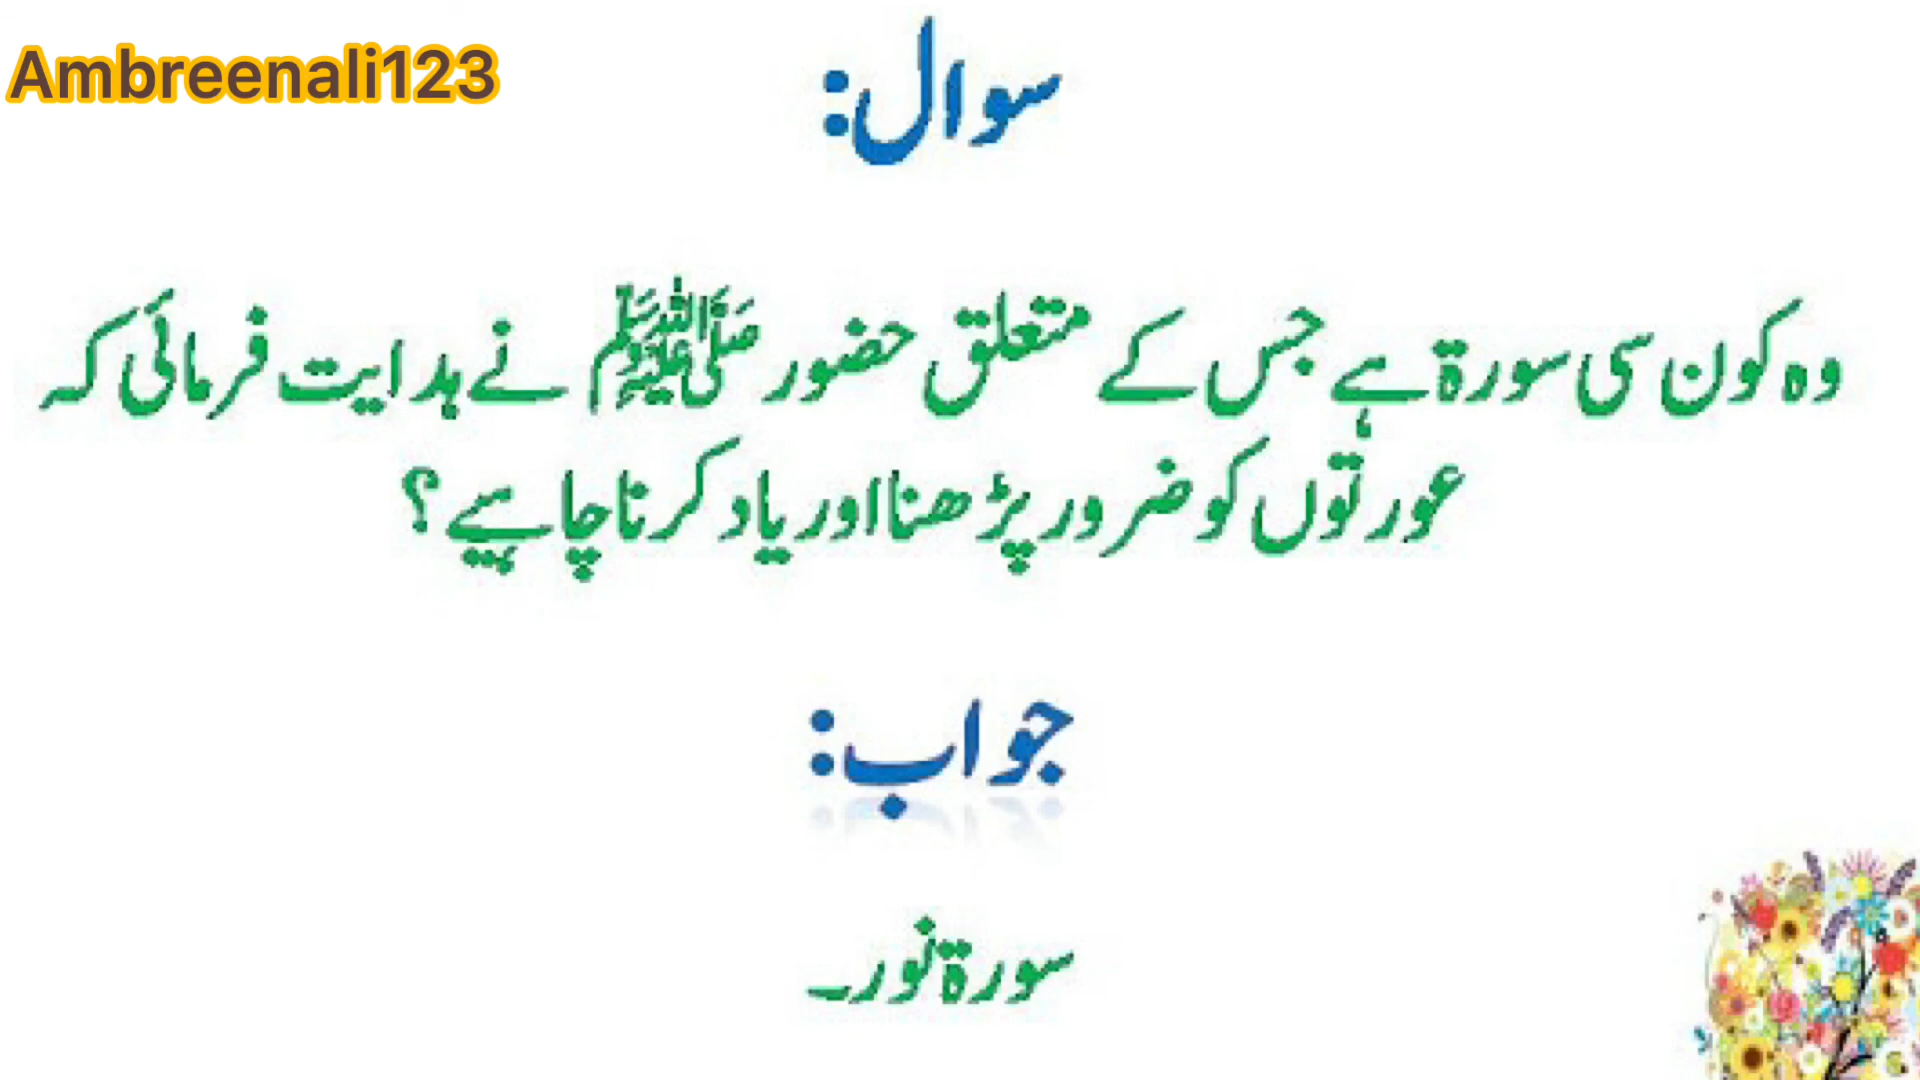 Ambreenali123
سوال:
وہ کون سی سورۃ ہے جس کے متعلق حضور ﷺ نے ہدایت فرمائی کہ
عورتوں کو ضرور پڑھنا اور یاد کرنا چاہیے؟
جواب:
سورۃ نور۔